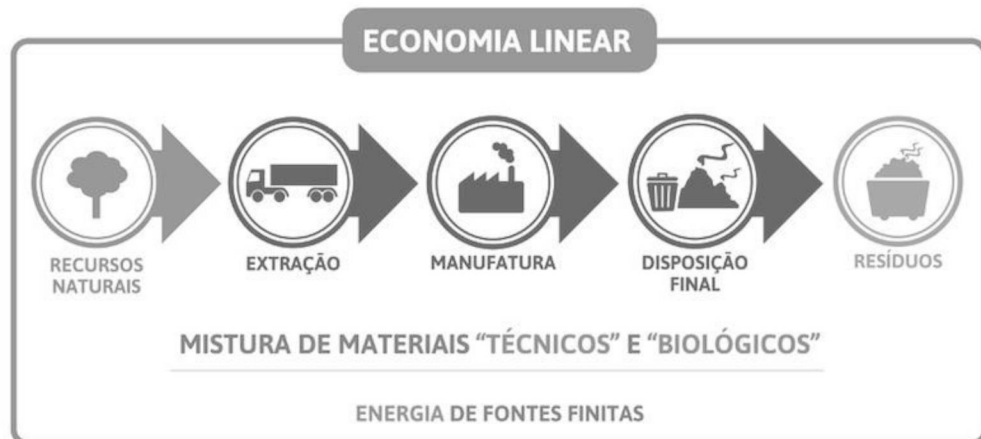 ECONOMIA LINEAR
RECURSOS
NATURAIS
EXTRAÇÃO
MANUFATURA
DISPOSIÇÃO
FINAL
RESÍDUOS
MISTURA DE MATERIAIS “TÉCNICOS” E “BIOLÓGICOS”
ENERGIA DE FONTES FINITAS